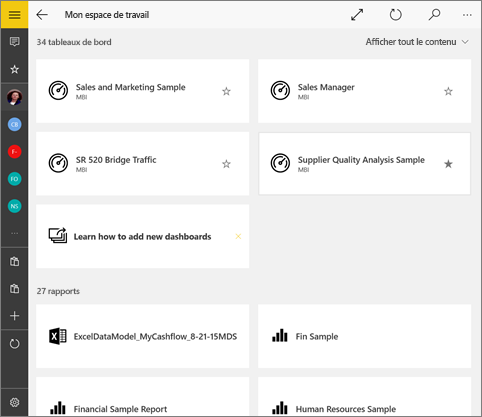 Mon espace de travail
34 tableaux de bord
Afficher tout le contenu
Sales and Marketing Sample
MBI
Sales Manager
MBI
SR 520 Bridge Traffic
MBI
Supplier Quality Analysis Sample
MBI
Learn how to add new dashboards
27 rapports
ExcelDataModel_MyCashflow_8-21-15MDS
Fin Sample
Financial Sample Report
Human Resources Sample
CB
F-
FO
NS